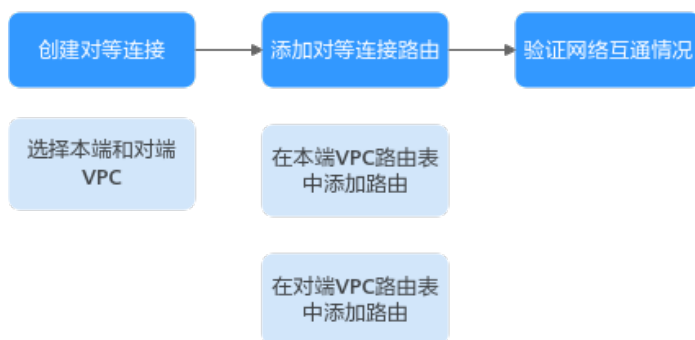 创建对等连接
添加对等连接路由
验证网络互通情况
选择本端和对端
VPC
在本端VPC路由表
中添加路由
在对端VPC路由表
中添加路由